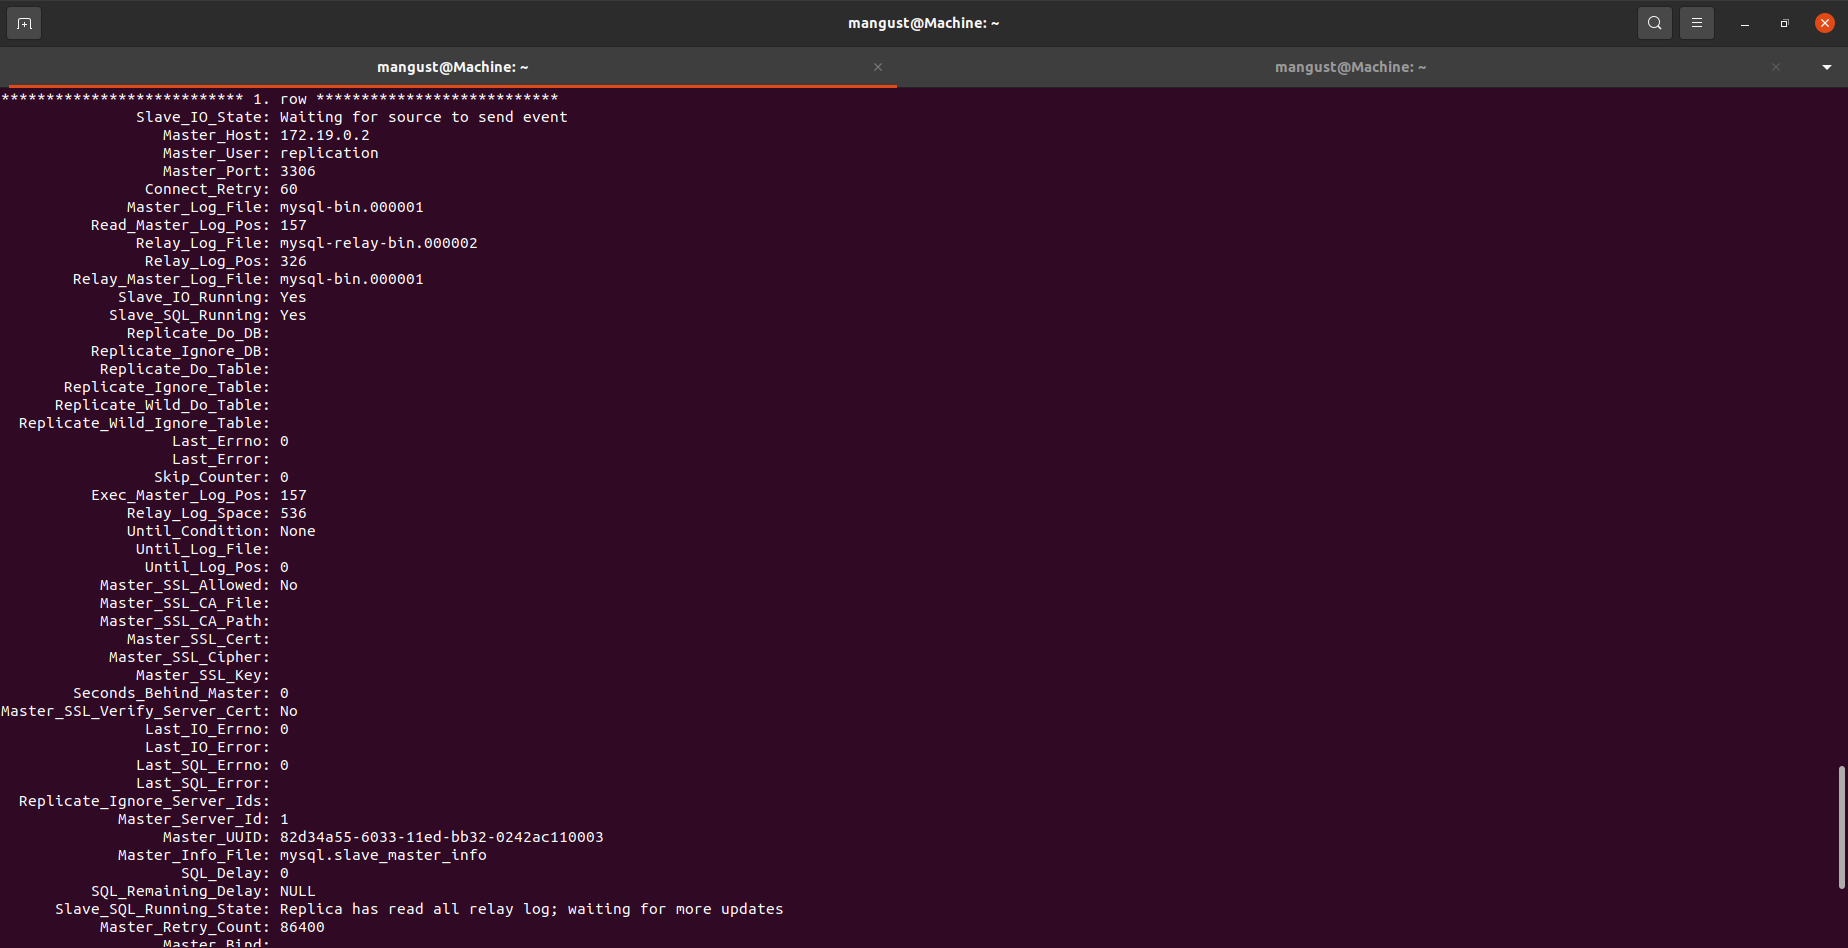 mangust@Machine: ~
mangust@Machine: ~
mangust@Machine: ~
*************************** 1. row ***************************
Slave_IO_State: Waiting for source to send event
Master_Host: 172.19.0.2
Master_User: replication
Master_Port: 3306
Connect_Retry: 60
Master_Log_File: mysql-bin.000001
Read_Master_Log_Pos: 157
Relay_Log_File: mysql-relay-bin.000002
Relay_Log_Pos: 326
Relay_Master_Log_File: mysql-bin.000001
Slave_IO_Running: Yes
Slave_SQL_Running: Yes
Replicate_Do_DB:
Replicate_Ignore_DB:
Replicate_Do_Table:
Replicate_Ignore_Table:
Replicate_Wild_Do_Table:
Replicate_Wild_Ignore_Table:
Last_Errno: 0
Last_Error:
Skip_Counter: 0
Exec_Master_Log_Pos: 157
Relay_Log_Space: 536
Until_Condition: None
Until_Log_File:
Until_Log_Pos: 0
Master_SSL_Allowed: No
Master_SSL_CA_File:
Master_SSL_CA_Path:
Master_SSL_Cert:
Master_SSL_Cipher:
Master_SSL_Key:
Seconds_Behind_Master: 0
Master_SSL_Verify_Server_Cert: No
Last_IO_Errno: 0
Last_IO_Error:
Last_SQL_Errno: 0
Last_SQL_Error:
Replicate_Ignore_Server_Ids:
Master_Server_Id: 1
Master_UUID: 82d34a55-6033-11ed-bb32-0242ac110003
Master_Info_File: mysql.slave_master_info
SQL_Delay: 0
SQL_Remaining_Delay: NULL
Slave_SQL_Running_State: Replica has read all relay log; waiting for more updates
Master_Retry_Count: 86400
Master_Bind: